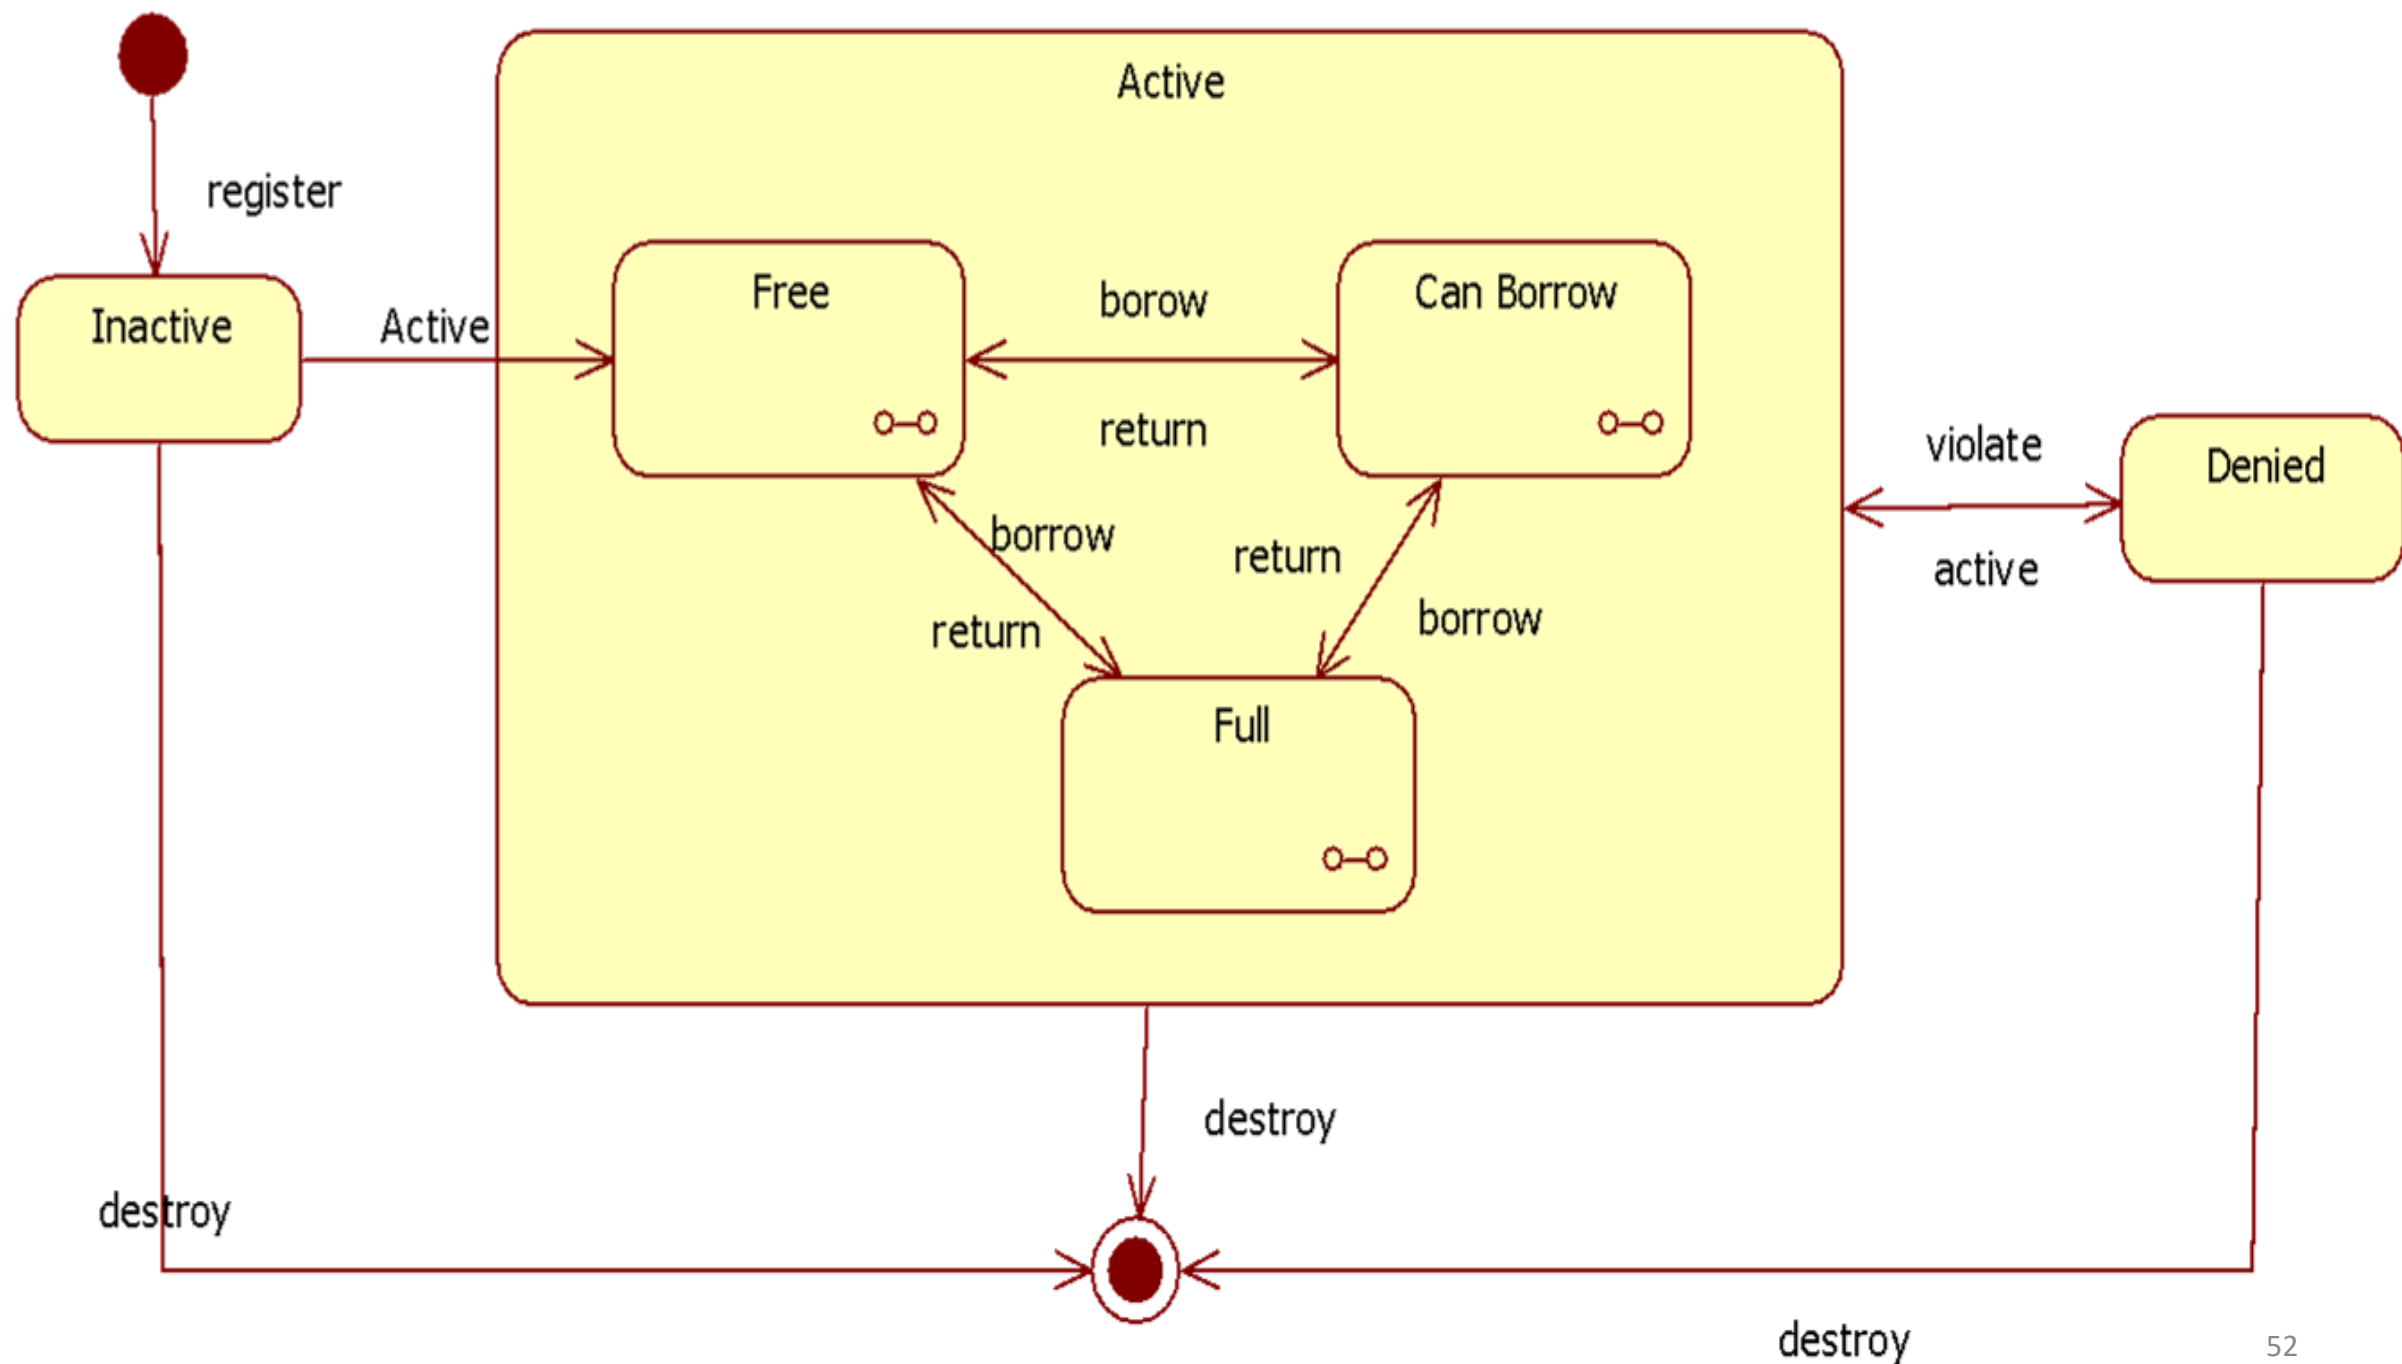 Active
register
Free
borow
Can Borrow
Inactive
Active
return
violate
Denied
borrow
return
active
return
borrow
Full
destroy
destroy
destroy
52